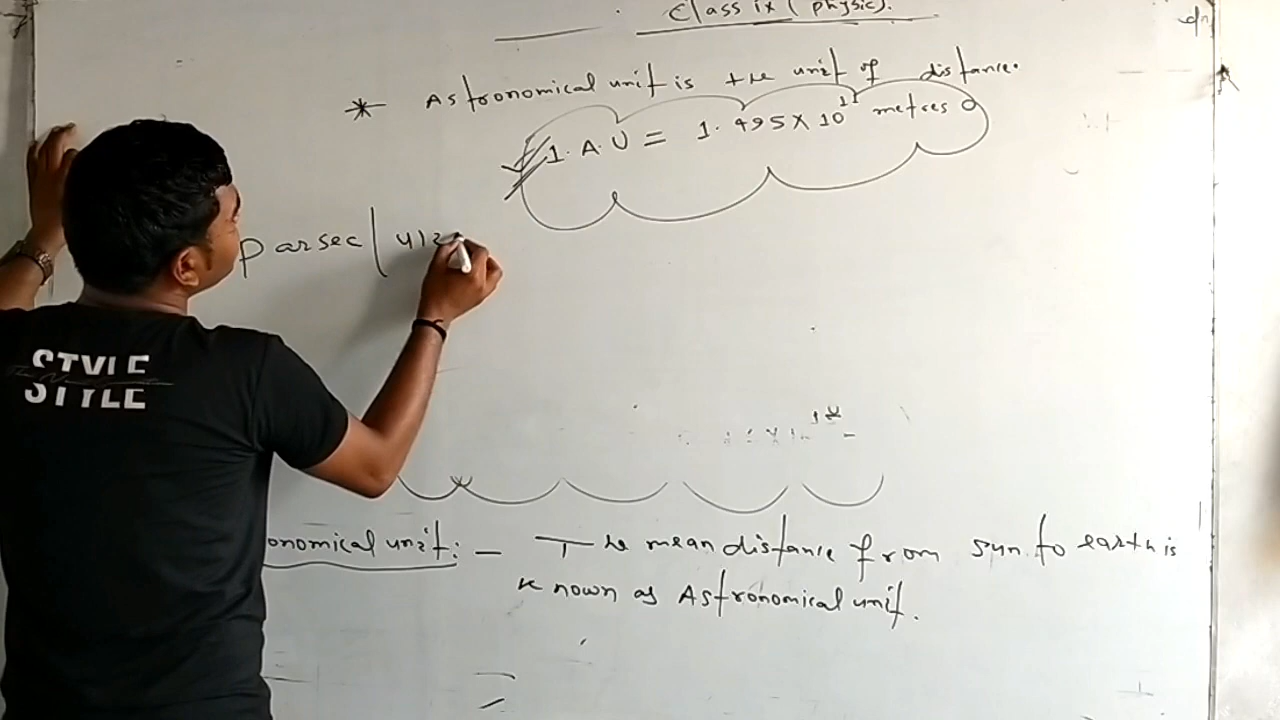 Class ix ( physic).
* Astronomical unit is the unit of distance.
1. A. U = 1. 495 X 10¹¹ metres
parsec | पार
onomical unit: - The mean distance from sun to earth is
known as Astronomical unit.
STYLE
STYLE